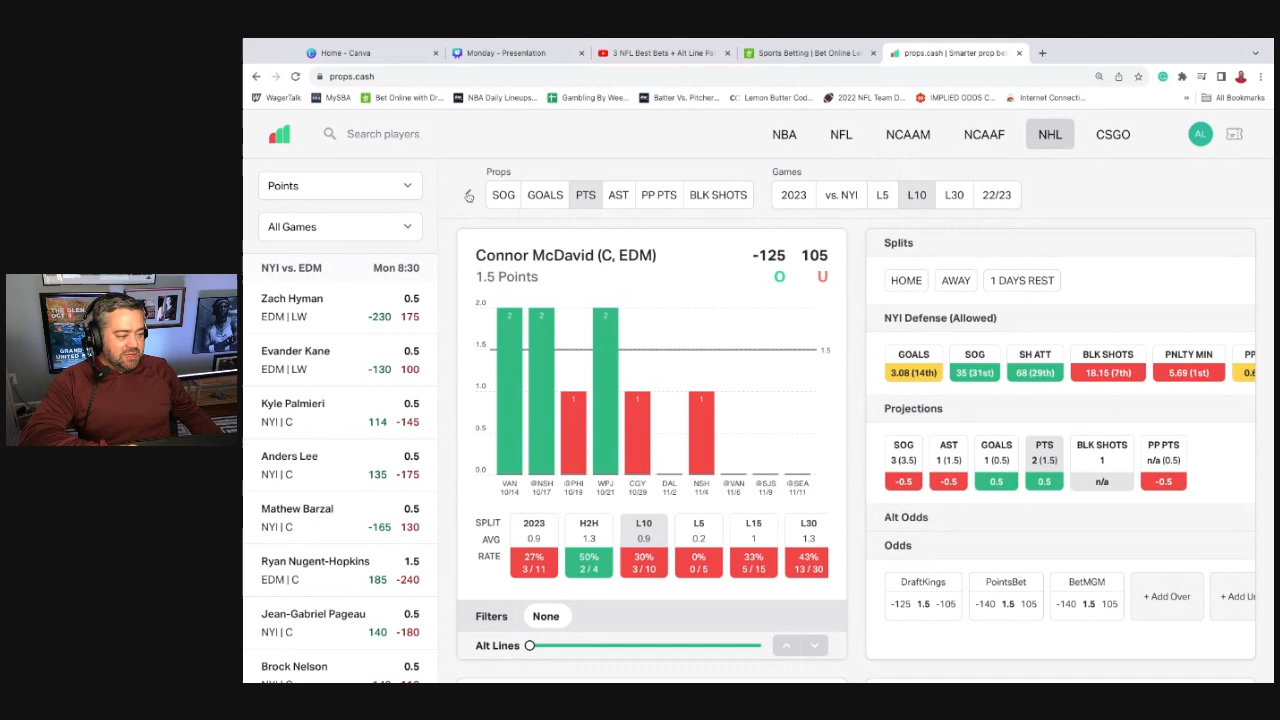 Home - Canva
Monday - Presentation
3 NFL Best Bets + Alt Line Pa
Sports Betting | Bet Online Le
props.cash | Smarter prop be
props.cash
WagerTalk
MySBA
Bet Online with Dr...
NBA Daily Lineups...
Gambling By Wee...
Batter Vs. Pitcher...
Lemon Butter Cod...
2022 NFL Team D...
IMPLIED ODDS C...
Internet Connecti...
»
All Bookmarks
Search players
NBA
NFL
NCAAM
NCAAF
NHL
CSGO
AL
Points
All Games
NYI vs. EDM Mon 8:30
Zach Hyman 0.5
EDM | LW -230 175
Evander Kane 0.5
EDM | LW -130 100
Kyle Palmieri 0.5
NYI | C 114 -145
Anders Lee 0.5
NYI | C 135 -175
Mathew Barzal 0.5
NYI | C -165 130
Ryan Nugent-Hopkins 1.5
EDM | C 185 -240
Jean-Gabriel Pageau 0.5
NYI | C 140 -180
Brock Nelson 0.5
Props
SOG GOALS PTS AST PP PTS BLK SHOTS
Games
2023 vs. NYI L5 L10 L30 22/23
Connor McDavid (C, EDM) -125 105
1.5 Points O U
2.0
1.5
1.0
0.5
0.0
1.5
2 2 1 2 1 1
VAN @NSH @PHI WPJ CGY DAL NSH @VAN @SJS @SEA
10/14 10/17 10/19 10/21 10/29 11/2 11/4 11/6 11/9 11/11
SPLIT 2023 H2H L10 L5 L15 L30
AVG 0.9 1.3 0.9 0.2 1 1.3
RATE 27% 50% 30% 0% 33% 43%
3 / 11 2 / 4 3 / 10 0 / 5 5 / 15 13 / 30
Filters None
Alt Lines
Splits
HOME AWAY 1 DAYS REST
NYI Defense (Allowed)
GOALS SOG SH ATT BLK SHOTS PNLTY MIN PP
3.08 (14th) 35 (31st) 68 (29th) 18.15 (7th) 5.69 (1st) 0.6
Projections
SOG AST GOALS PTS BLK SHOTS PP PTS
3 (3.5) 1 (1.5) 1 (0.5) 2 (1.5) 1 n/a (0.5)
-0.5 -0.5 0.5 0.5 n/a -0.5
Alt Odds
Odds
DraftKings PointsBet BetMGM
-125 1.5 -105 -140 1.5 105 -140 1.5 105
+ Add Over
+ Add Un